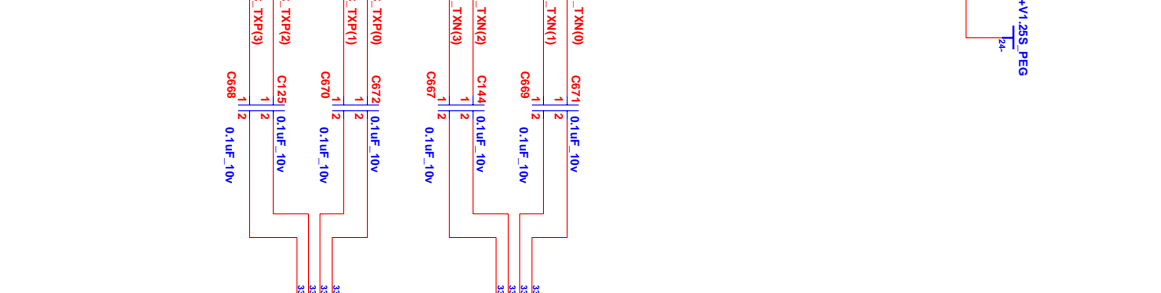 _TXP(3)
_TXP(2)
_TXP(1)
_TXP(0)
_TXN(3)
_TXN(2)
_TXN(1)
_TXN(0)
+V1.25S_PEG
24-
C668
C125
C670
C672
C667
C144
C669
C671
1
1
1
1
1
1
1
1
2
2
2
2
2
2
2
2
0.1uF_10v
0.1uF_10v
0.1uF_10v
0.1uF_10v
0.1uF_10v
0.1uF_10v
0.1uF_10v
0.1uF_10v